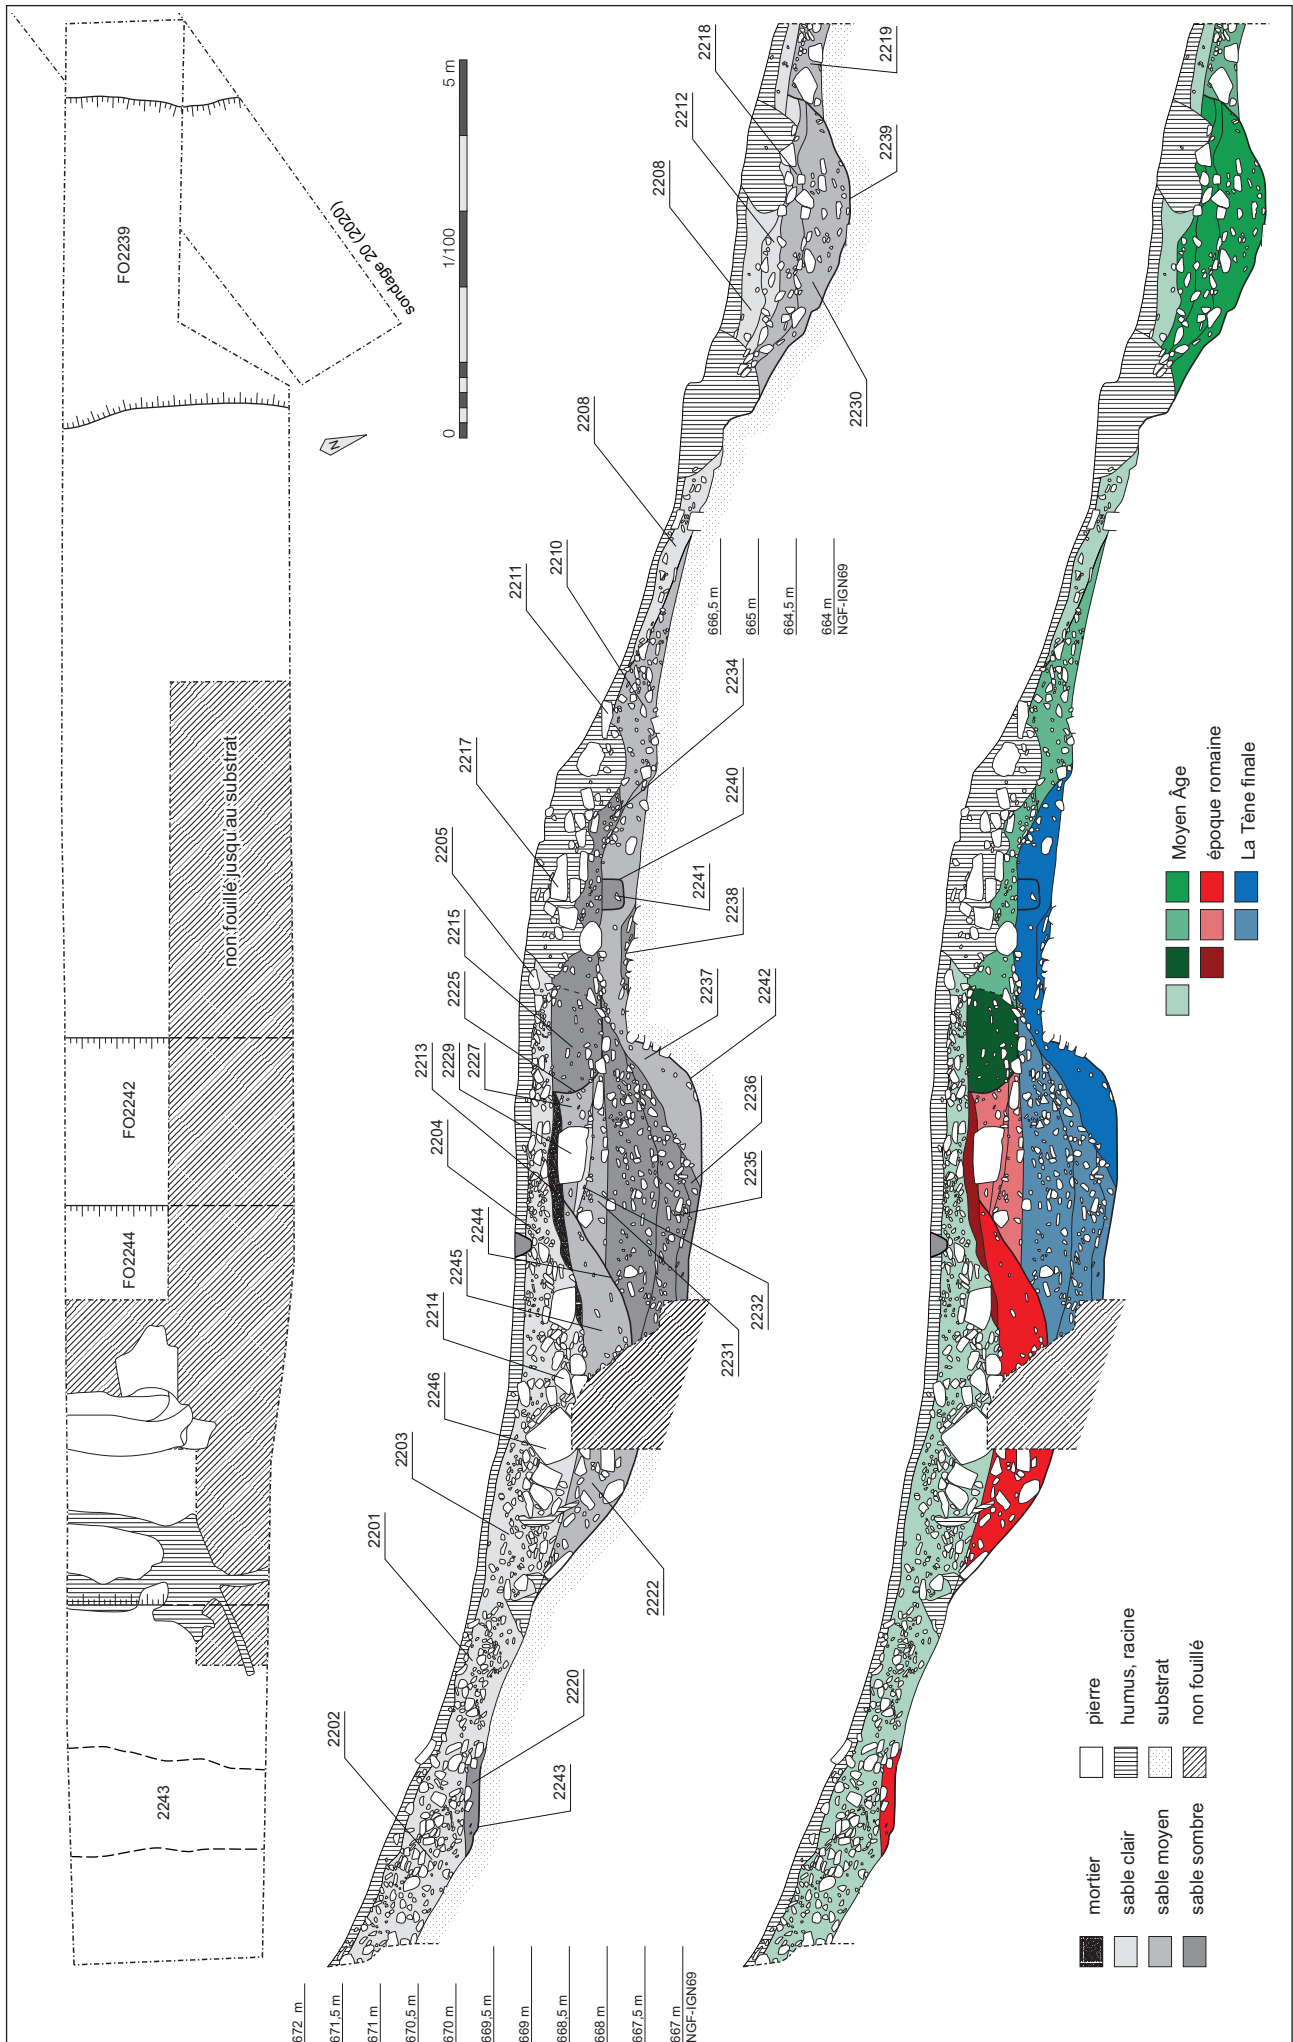 FO2239
sondage 20 (2020)
non fouillé jusqu'au substrat
FO2242
FO2244
2243
N
0
1/100
5 m
2202
2201
2203
2246
2214
2245
2244
2204
2213
2229
2227
2225
2215
2205
2217
2211
2210
2208
2208
2212
2218
2219
2239
2230
2234
2240
2241
2238
2237
2242
2236
2235
2232
2231
2222
2220
2243
672 m
671,5 m
671 m
670,5 m
670 m
669,5 m
669 m
668,5 m
668 m
667,5 m
667 m
NGF-IGN69
666,5 m
665 m
664,5 m
664 m
NGF-IGN69
mortier
sable clair
sable moyen
sable sombre
pierre
humus, racine
substrat
non fouillé
Moyen Âge
époque romaine
La Tène finale